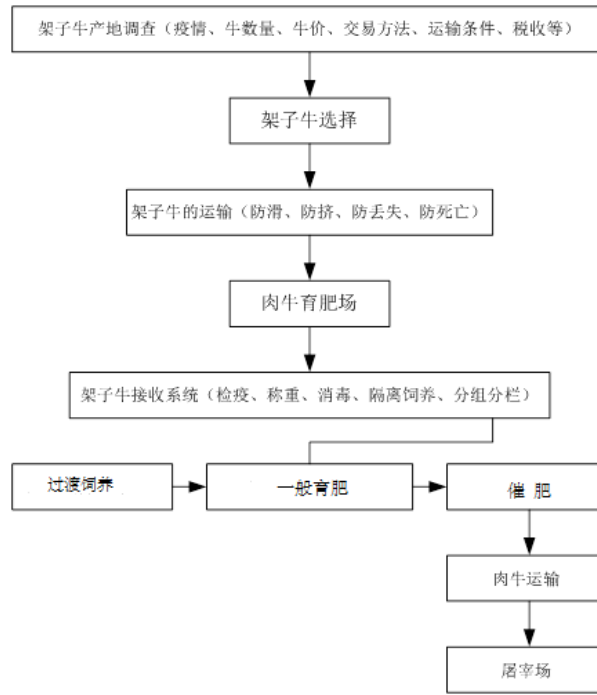 架子牛产地调查（疫情、牛数量、牛价、交易方法、运输条件、税收等）
架子牛选择
架子牛的运输（防滑、防挤、防丢失、防死亡）
肉牛育肥场
架子牛接收系统（检疫、称重、消毒、隔离饲养、分组分栏）
过渡饲养
一般育肥
催 肥
肉牛运输
屠宰场